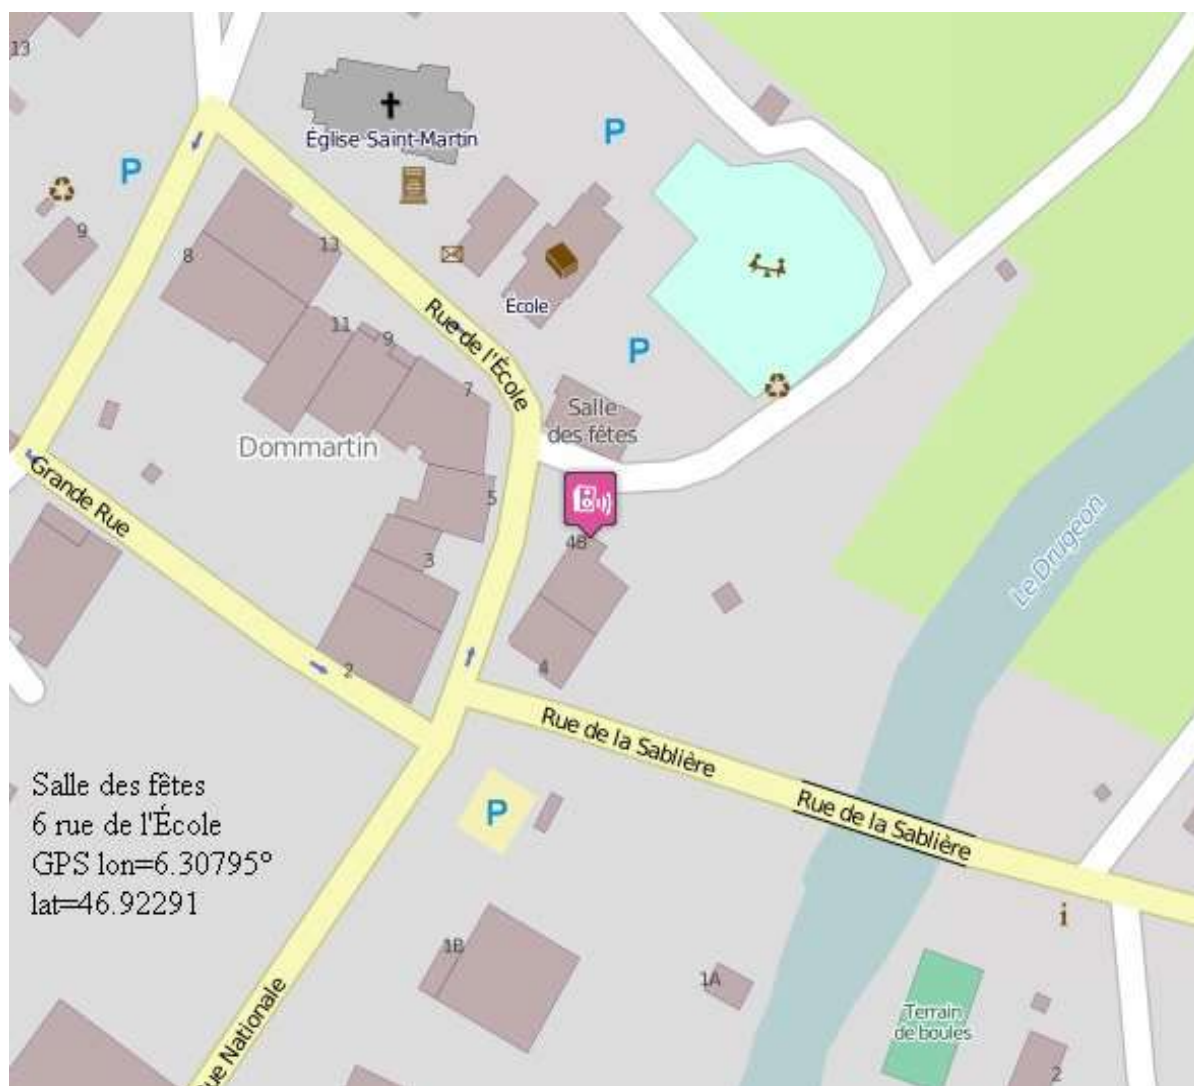 13
P
Église Saint-Martin
P
9
8
13
École
Rue de l'École
11
9
7
P
Salle
des fêtes
Dommartin
Grande Rue
5
4B
3
Le Drugeon
2
4
Rue de la Sablière
Rue de la Sablière
P
Salle des fêtes
6 rue de l'École
GPS lon=6.30795°
lat=46.92291
i
1B
1A
Terrain
de boules
ue Nationale
2